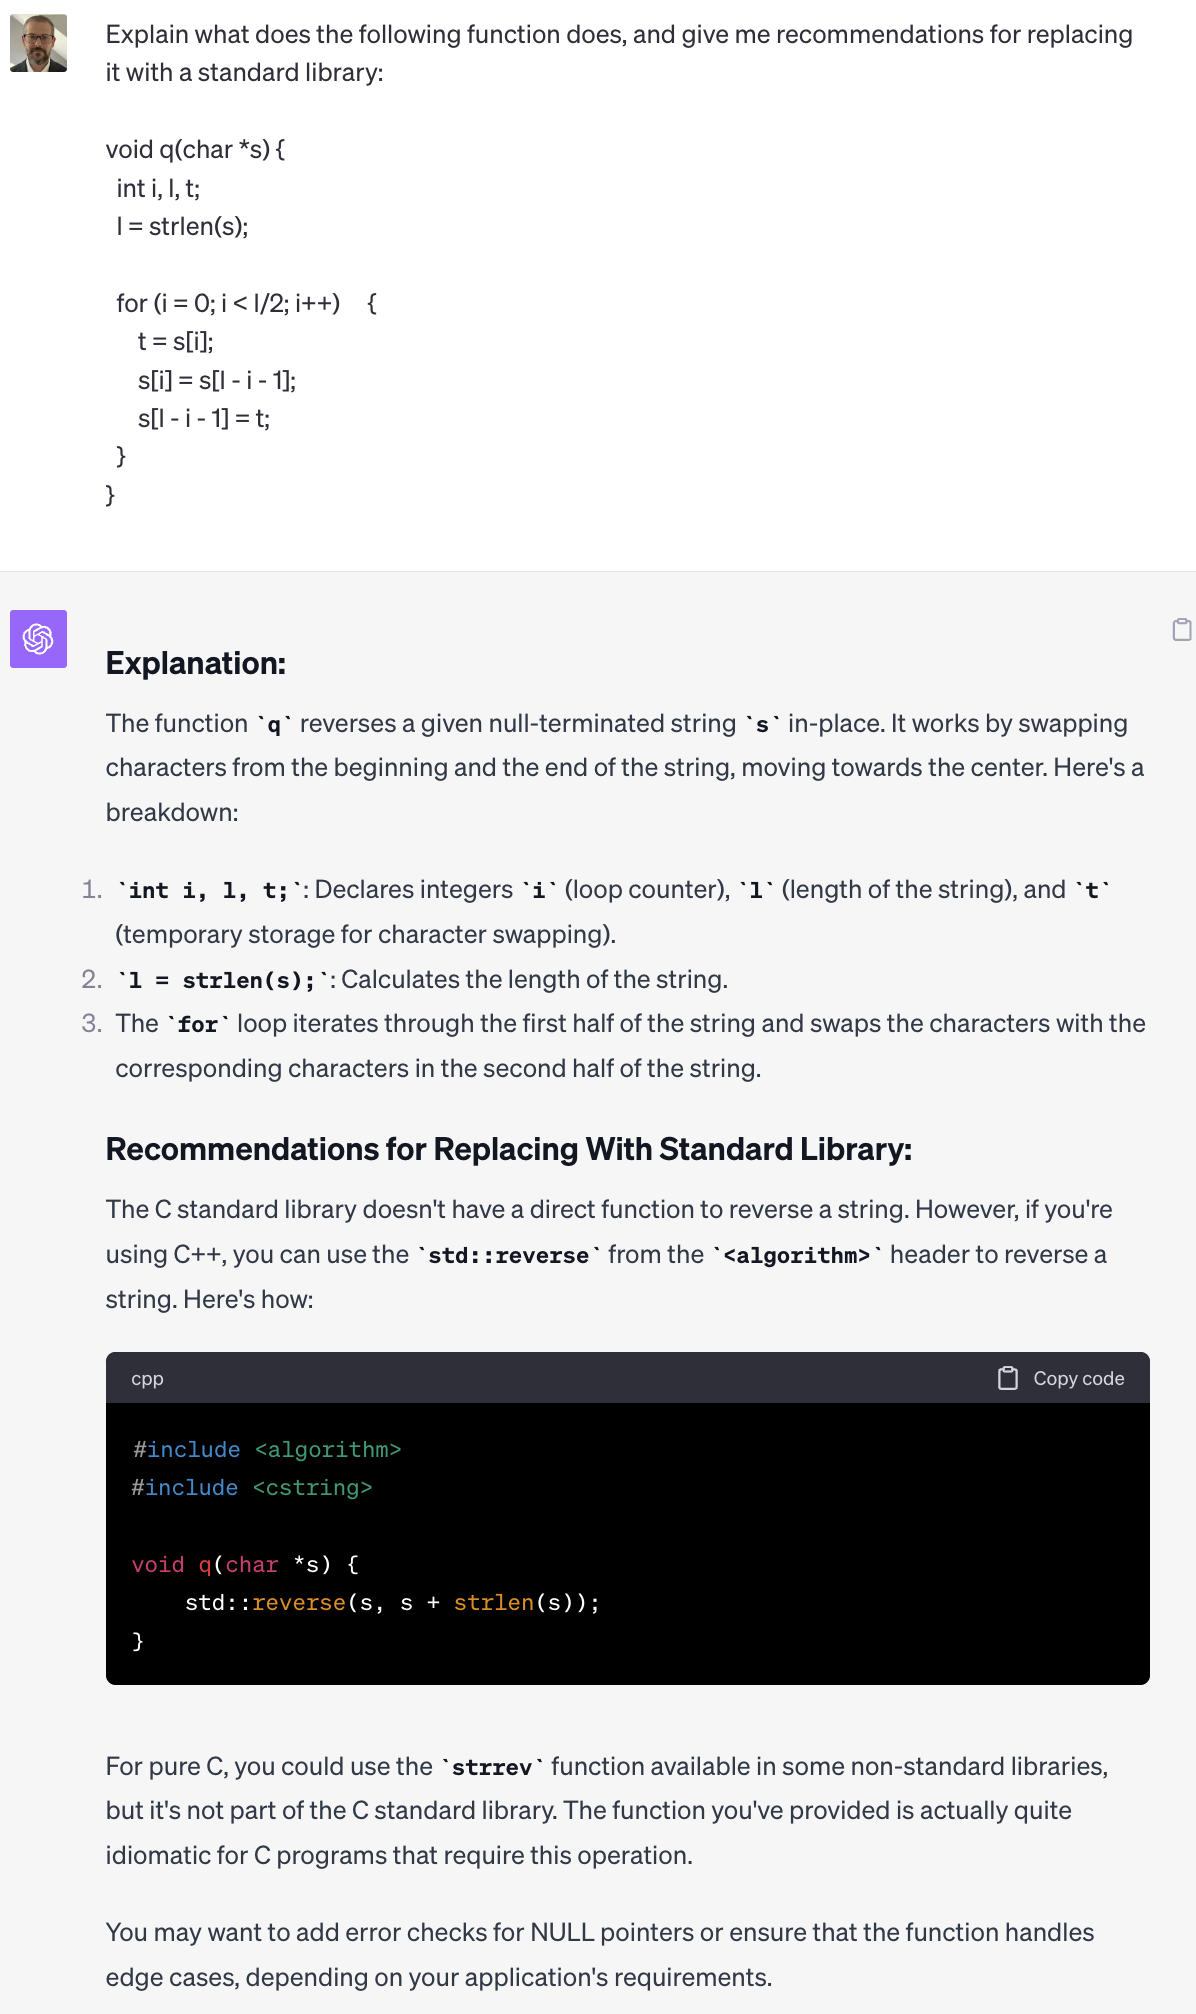 Explain what does the following function does, and give me recommendations for replacing
it with a standard library:
void q(char *s) {
int i, l, t;
l = strlen(s);
for (i = 0; i < l/2; i++)    {
t = s[i];
s[i] = s[l - i - 1];
s[l - i - 1] = t;
}
}
Explanation:
The function `q` reverses a given null-terminated string `s` in-place. It works by swapping
characters from the beginning and the end of the string, moving towards the center. Here's a
breakdown:
1. `int i, l, t;`: Declares integers `i` (loop counter), `l` (length of the string), and `t`
(temporary storage for character swapping).
2. `l = strlen(s);`: Calculates the length of the string.
3. The `for` loop iterates through the first half of the string and swaps the characters with the
corresponding characters in the second half of the string.
Recommendations for Replacing With Standard Library:
The C standard library doesn't have a direct function to reverse a string. However, if you're
using C++, you can use the `std::reverse` from the `<algorithm>` header to reverse a
string. Here's how:
cpp Copy code
#include <algorithm>
#include <cstring>
void q(char *s) {
std::reverse(s, s + strlen(s));
}
For pure C, you could use the `strrev` function available in some non-standard libraries,
but it's not part of the C standard library. The function you've provided is actually quite
idiomatic for C programs that require this operation.
You may want to add error checks for NULL pointers or ensure that the function handles
edge cases, depending on your application's requirements.